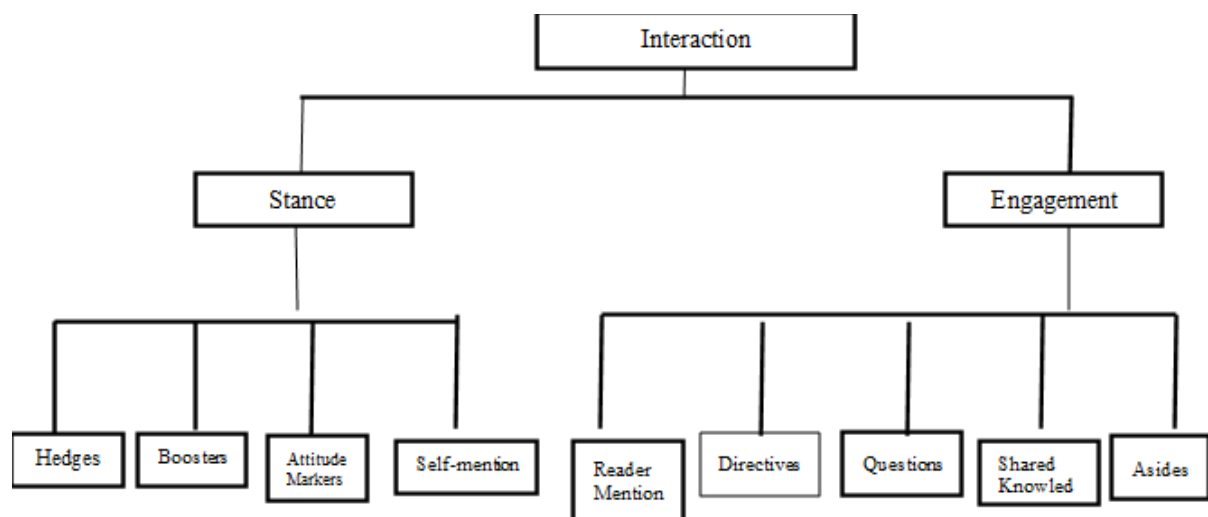 Interaction
Stance
Engagement
Hedges
Boosters
Attitude
Markers
Self-mention
Reader
Mention
Directives
Questions
Shared
Knowled
Asides